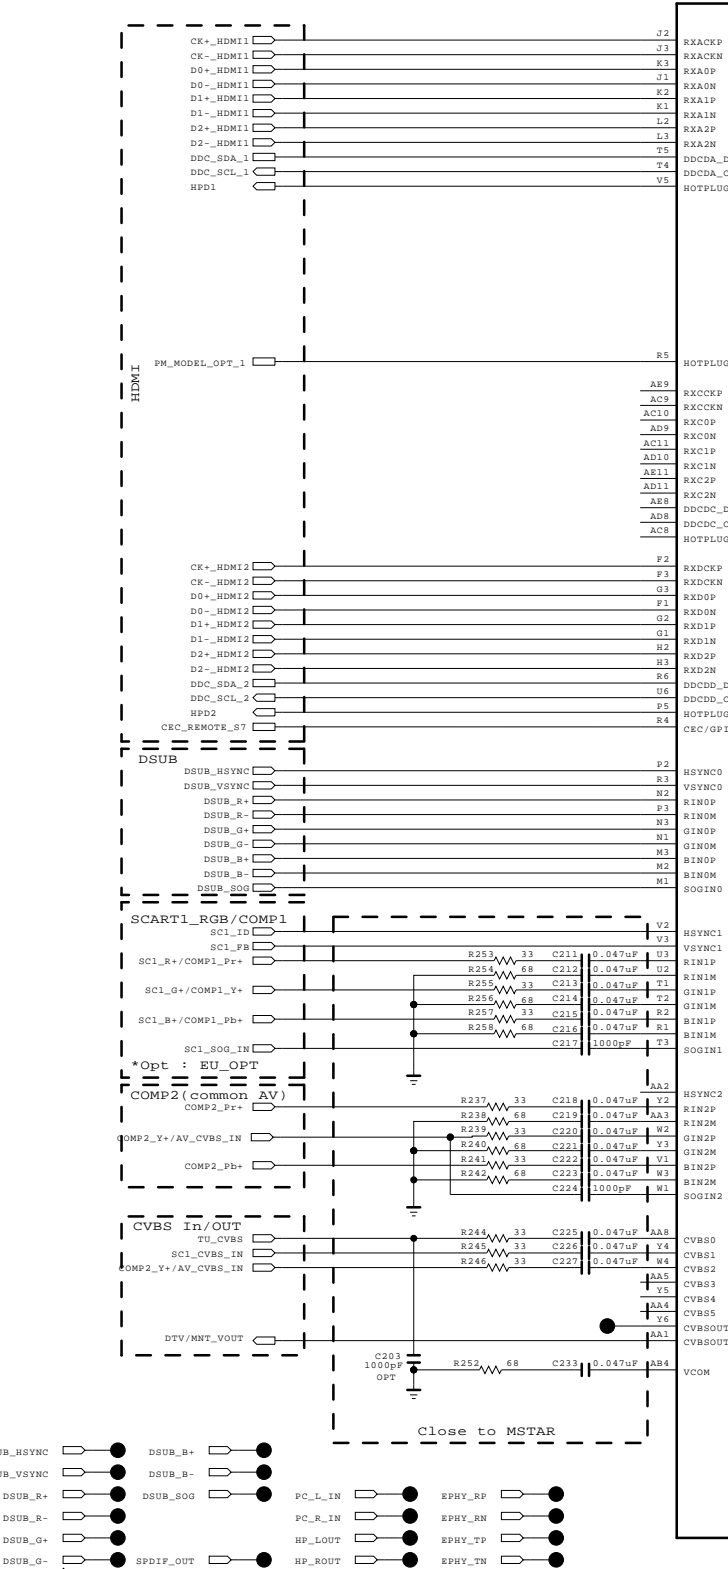 CK+_HDMI1 J2 RXACKP
CK-_HDMI1 J3 RXACKN
D0+_HDMI1 K3 RXA0P
D0-_HDMI1 J1 RXA0N
D1+_HDMI1 K2 RXA1P
D1-_HDMI1 K1 RXA1N
D2+_HDMI1 L2 RXA2P
D2-_HDMI1 L3 RXA2N
DDC_SDA_1 T5 DDCDA_D
DDC_SCL_1 T4 DDCDA_C
HPD1 V5 HOTPLUG
HDMI
PM_MODEL_OPT_1 R5 HOTPLUG
AE9 RXCCKP
AC9 RXCCKN
AC10 RXC0P
AD9 RXC0N
AC11 RXC1P
AD10 RXC1N
AE11 RXC2P
AD11 RXC2N
AE8 DDCDC_D
AD8 DDCDC_C
AC8 HOTPLUG
CK+_HDMI2 F2 RXDCKP
CK-_HDMI2 F3 RXDCKN
D0+_HDMI2 G3 RXD0P
D0-_HDMI2 F1 RXD0N
D1+_HDMI2 G2 RXD1P
D1-_HDMI2 G1 RXD1N
D2+_HDMI2 H2 RXD2P
D2-_HDMI2 H3 RXD2N
DDC_SDA_2 R6 DDCDD_D
DDC_SCL_2 U6 DDCDD_C
HPD2 P5 HOTPLUG
CEC_REMOTE_S7 R4 CEC/GPI
DSUB
DSUB_HSYNC P2 HSYNC0
DSUB_VSYNC R3 VSYNC0
DSUB_R+ N2 RIN0P
DSUB_R- P3 RIN0M
DSUB_G+ N3 GIN0P
DSUB_G- N1 GIN0M
DSUB_B+ M3 BIN0P
DSUB_B- M2 BIN0M
DSUB_SOG M1 SOGIN0
SCART1_RGB/COMP1
SC1_ID V2 HSYNC1
SC1_FB V3 VSYNC1
SC1_R+/COMP1_Pr+ R253 33 C211 0.047uF U3 RIN1P
R254 68 C212 0.047uF U2 RIN1M
SC1_G+/COMP1_Y+ R255 33 C213 0.047uF T1 GIN1P
R256 68 C214 0.047uF T2 GIN1M
SC1_B+/COMP1_Pb+ R257 33 C215 0.047uF R2 BIN1P
R258 68 C216 0.047uF R1 BIN1M
SC1_SOG_IN C217 1000pF T3 SOGIN1
*Opt : EU_OPT
COMP2(common AV)
AA2 HSYNC2
COMP2_Pr+ R237 33 C218 0.047uF Y2 RIN2P
R238 68 C219 0.047uF AA3 RIN2M
COMP2_Y+/AV_CVBS_IN R239 33 C220 0.047uF W2 GIN2P
R240 68 C221 0.047uF Y3 GIN2M
COMP2_Pb+ R241 33 C222 0.047uF V1 BIN2P
R242 68 C223 0.047uF W3 BIN2M
C224 1000pF W1 SOGIN2
CVBS In/OUT
TU_CVBS R244 33 C225 0.047uF AA8 CVBS0
SC1_CVBS_IN R245 33 C226 0.047uF Y4 CVBS1
COMP2_Y+/AV_CVBS_IN R246 33 C227 0.047uF W4 CVBS2
AA5 CVBS3
Y5 CVBS4
AA4 CVBS5
Y6 CVBSOUT
DTV/MNT_VOUT AA1 CVBSOUT
C203
1000pF
OPT
R252 68 C233 0.047uF AB4 VCOM
Close to MSTAR
UB_HSYNC DSUB_B+
UB_VSYNC DSUB_B-
DSUB_R+ DSUB_SOG PC_L_IN EPHY_RP
DSUB_R- PC_R_IN EPHY_RN
DSUB_G+ HP_LOUT EPHY_TP
DSUB_G- SPDIF_OUT HP_ROUT EPHY_TN